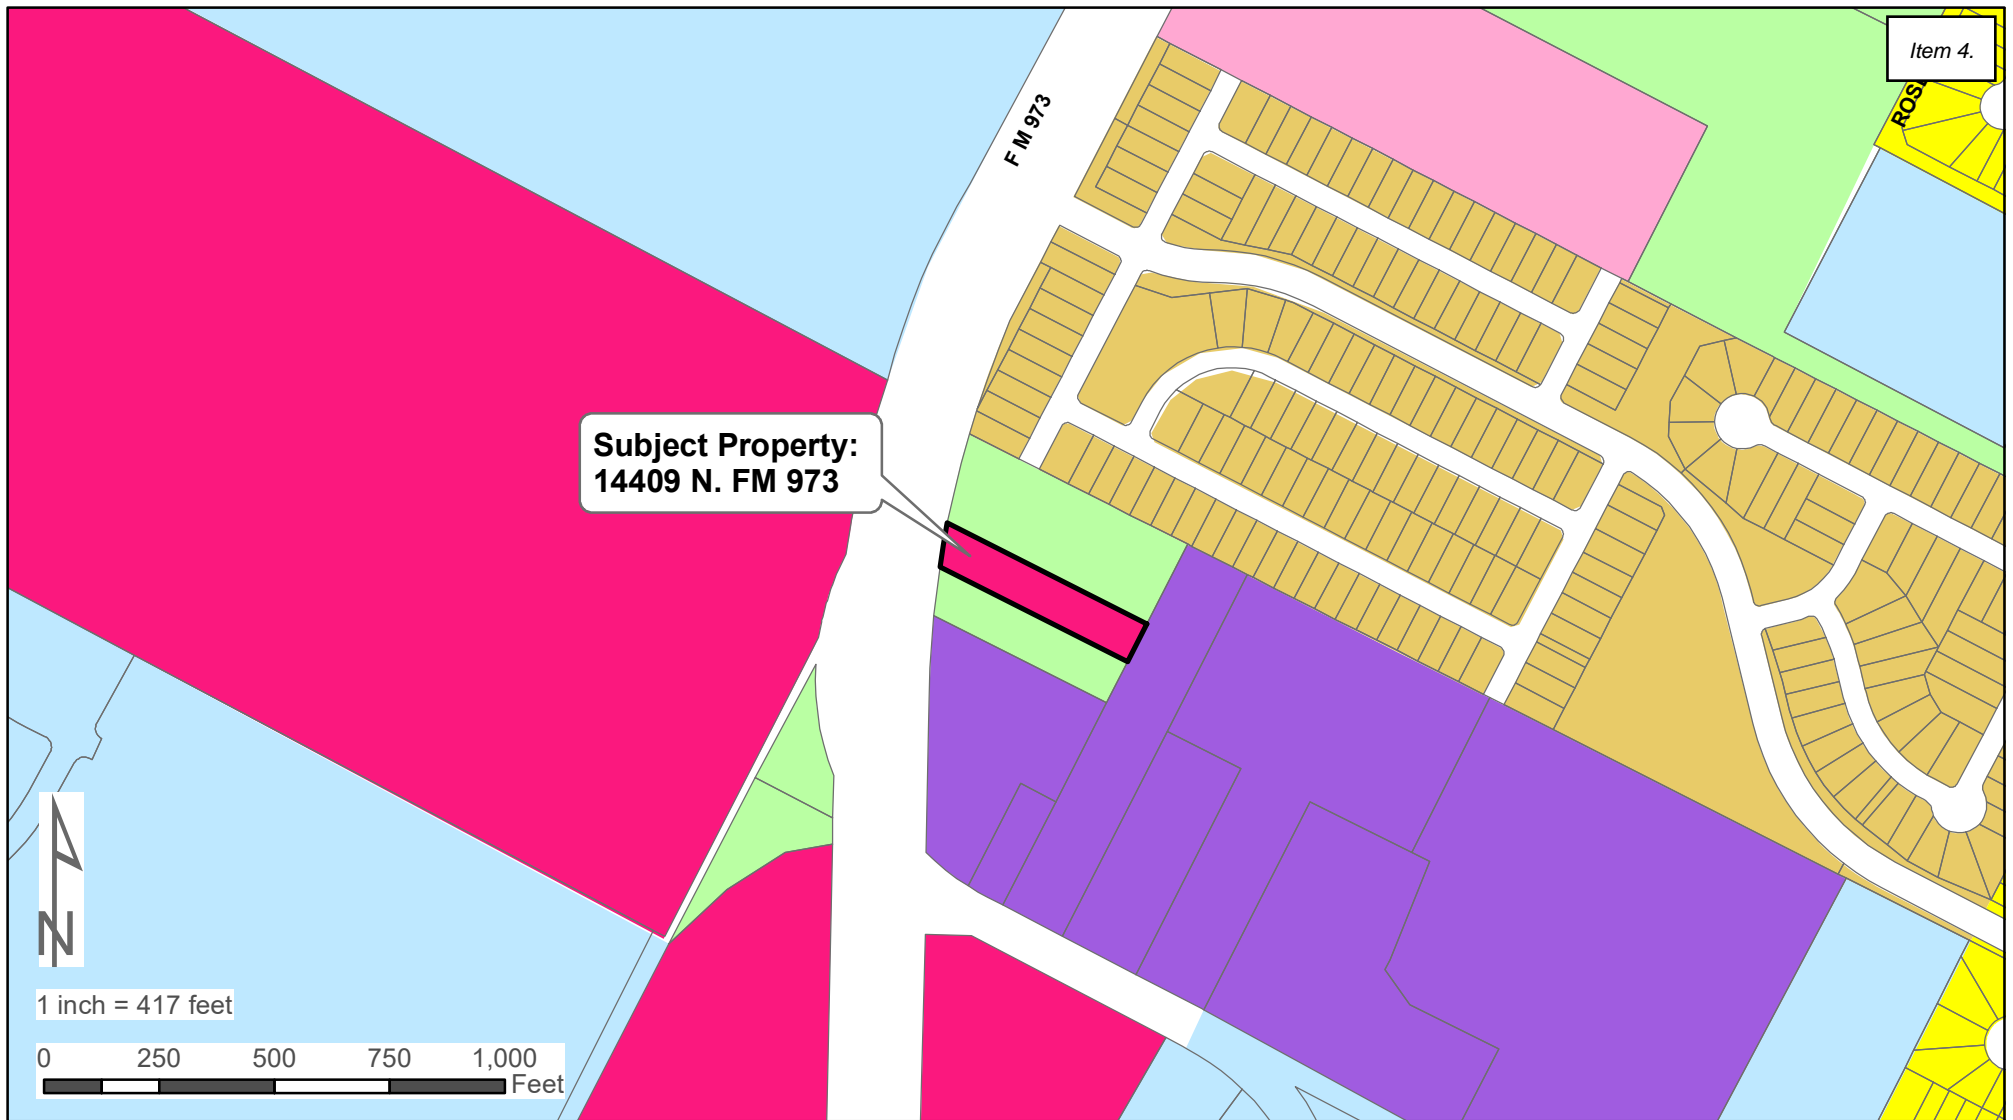 Item 4.
F M 973
Subject Property:
14409 N. FM 973
N
1 inch = 417 feet
0 250 500 750 1,000
Feet